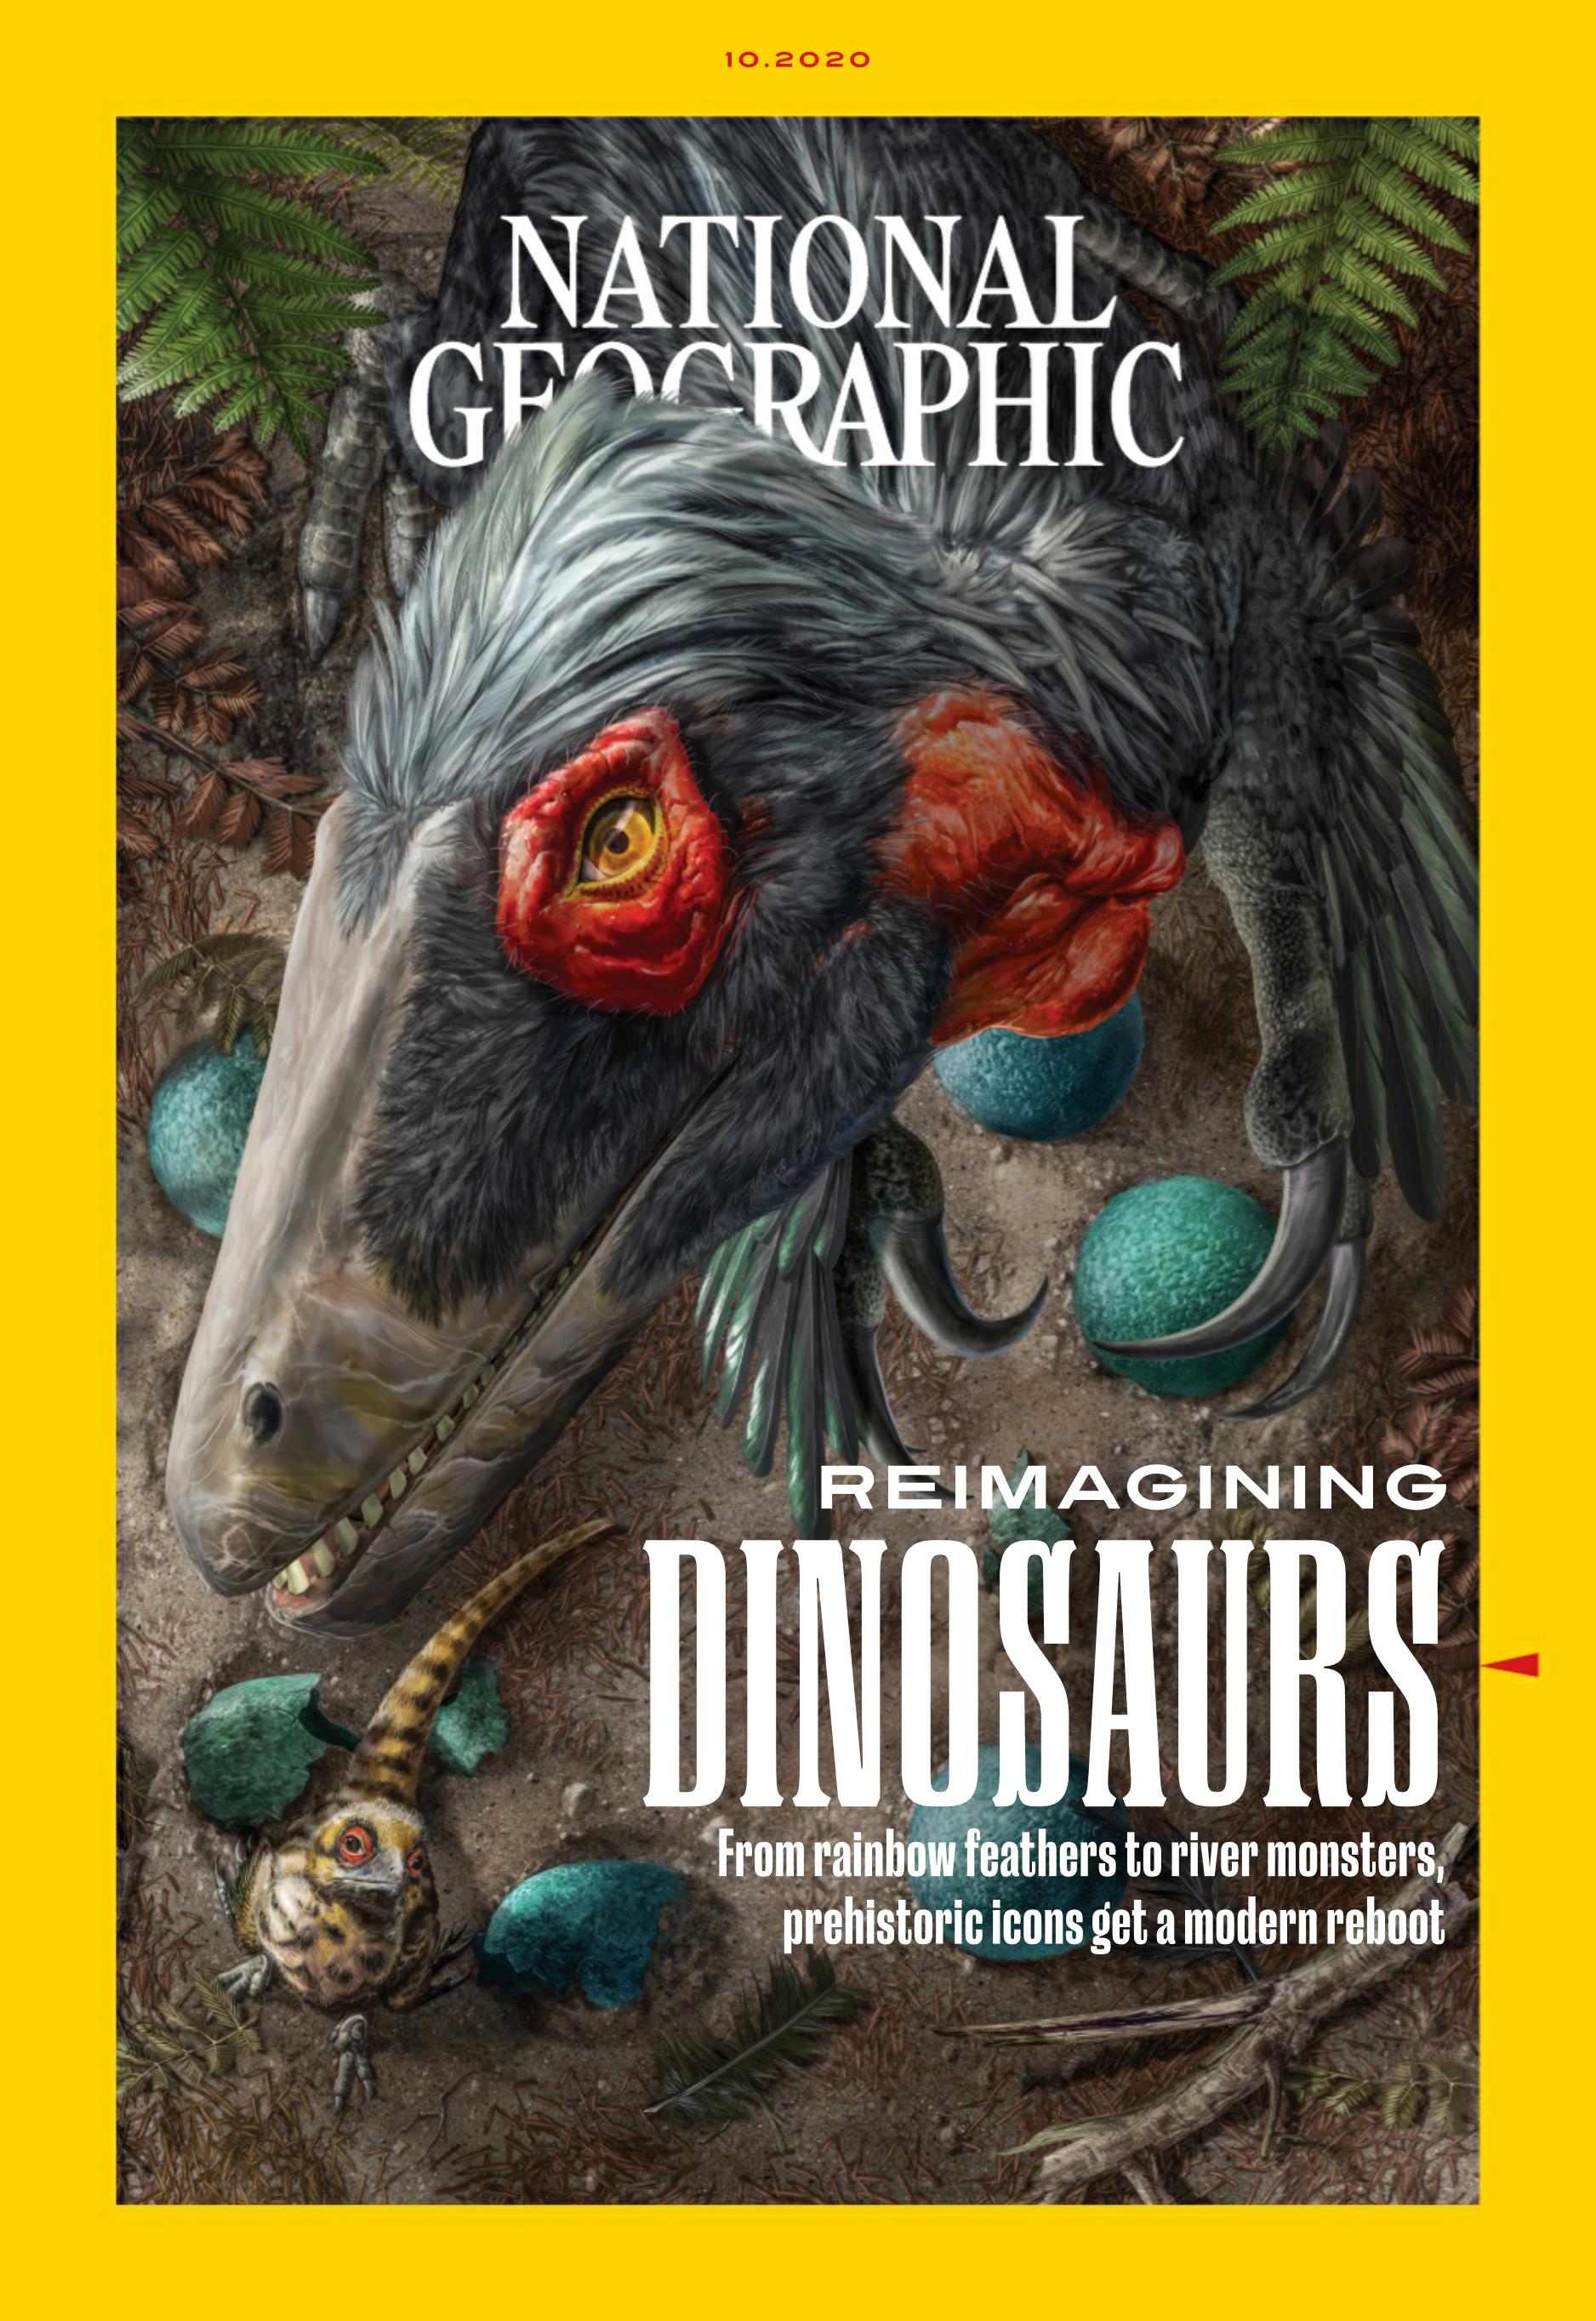 10.2020
NATIONAL
GEOGRAPHIC
REIMAGINING
DINOSAURS
From rainbow feathers to river monsters,
prehistoric icons get a modern reboot